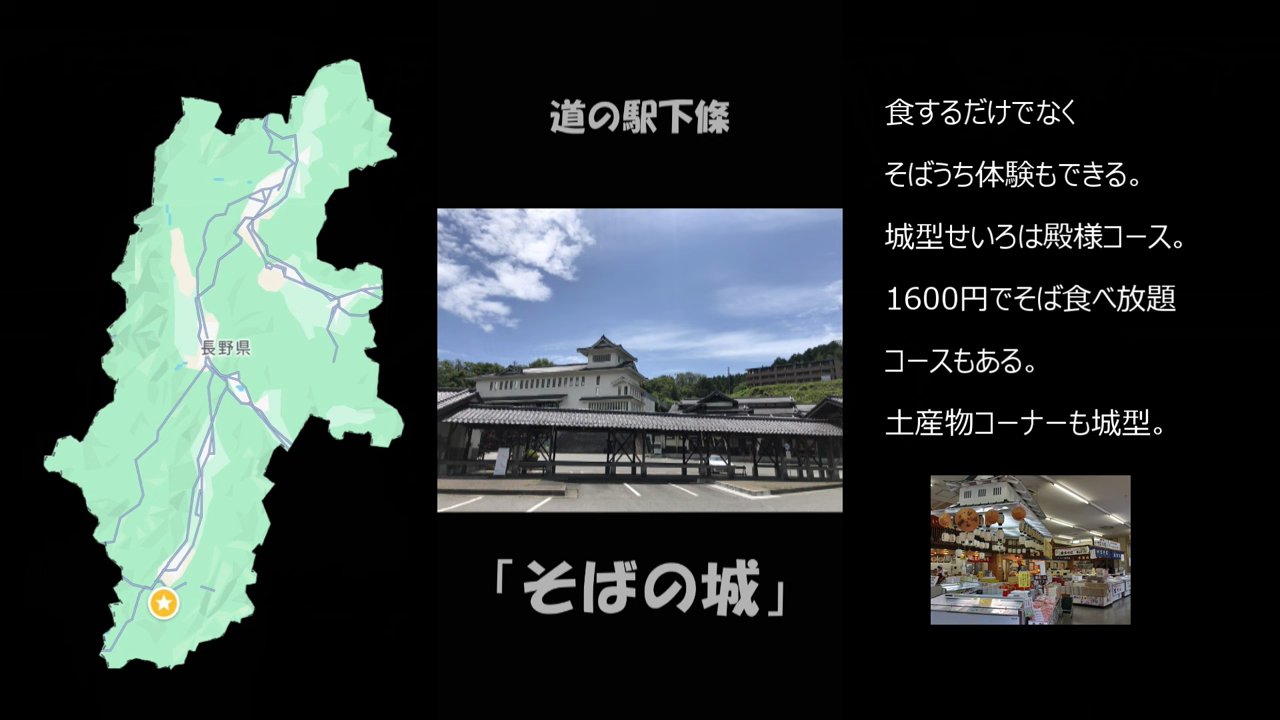 長野県
道の駅下條
「そばの城」
食するだけでなく
そばうち体験もできる。
城型せいろは殿様コース。
1600円でそば食べ放題
コースもある。
土産物コーナーも城型。